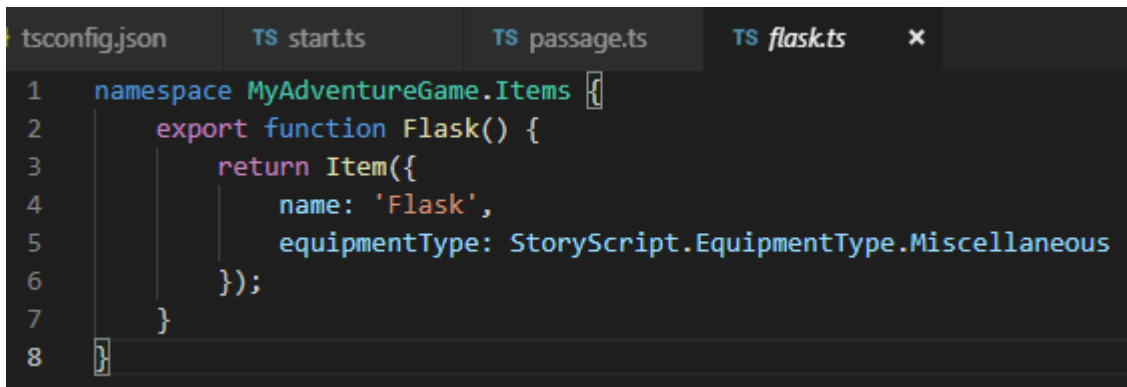 tsconfig.json TS start.ts TS passage.ts TS flask.ts ×
1 namespace MyAdventureGame.Items {
2     export function Flask() {
3         return Item({
4             name: 'Flask',
5             equipmentType: StoryScript.EquipmentType.Miscellaneous
6         });
7     }
8 }